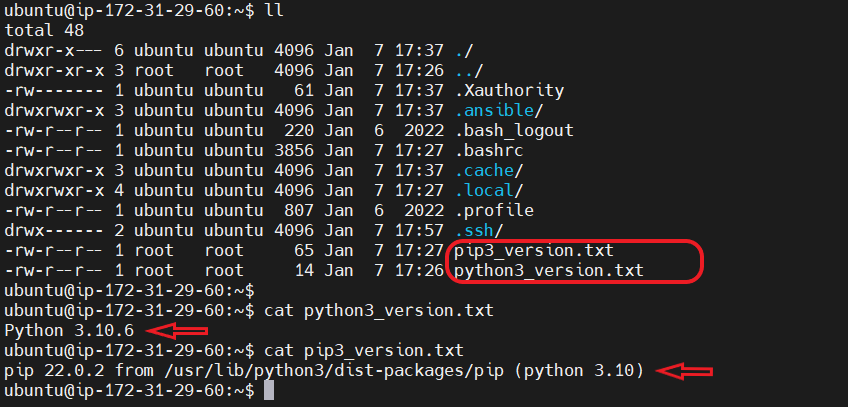 ubuntu@ip-172-31-29-60:~$ ll
total 48
drwxr-x--- 6 ubuntu ubuntu 4096 Jan  7 17:37 ./
drwxr-xr-x 3 root   root   4096 Jan  7 17:26 ../
-rw------- 1 ubuntu ubuntu   61 Jan  7 17:37 .Xauthority
drwxrwxr-x 3 ubuntu ubuntu 4096 Jan  7 17:37 .ansible/
-rw-r--r-- 1 ubuntu ubuntu  220 Jan  6  2022 .bash_logout
-rw-r--r-- 1 ubuntu ubuntu 3856 Jan  7 17:27 .bashrc
drwxrwxr-x 3 ubuntu ubuntu 4096 Jan  7 17:37 .cache/
drwxrwxr-x 4 ubuntu ubuntu 4096 Jan  7 17:27 .local/
-rw-r--r-- 1 ubuntu ubuntu  807 Jan  6  2022 .profile
drwx------ 2 ubuntu ubuntu 4096 Jan  7 17:57 .ssh/
-rw-r--r-- 1 root   root     65 Jan  7 17:27 pip3_version.txt
-rw-r--r-- 1 root   root     14 Jan  7 17:26 python3_version.txt
ubuntu@ip-172-31-29-60:~$
ubuntu@ip-172-31-29-60:~$ cat python3_version.txt
Python 3.10.6
ubuntu@ip-172-31-29-60:~$ cat pip3_version.txt
pip 22.0.2 from /usr/lib/python3/dist-packages/pip (python 3.10)
ubuntu@ip-172-31-29-60:~$